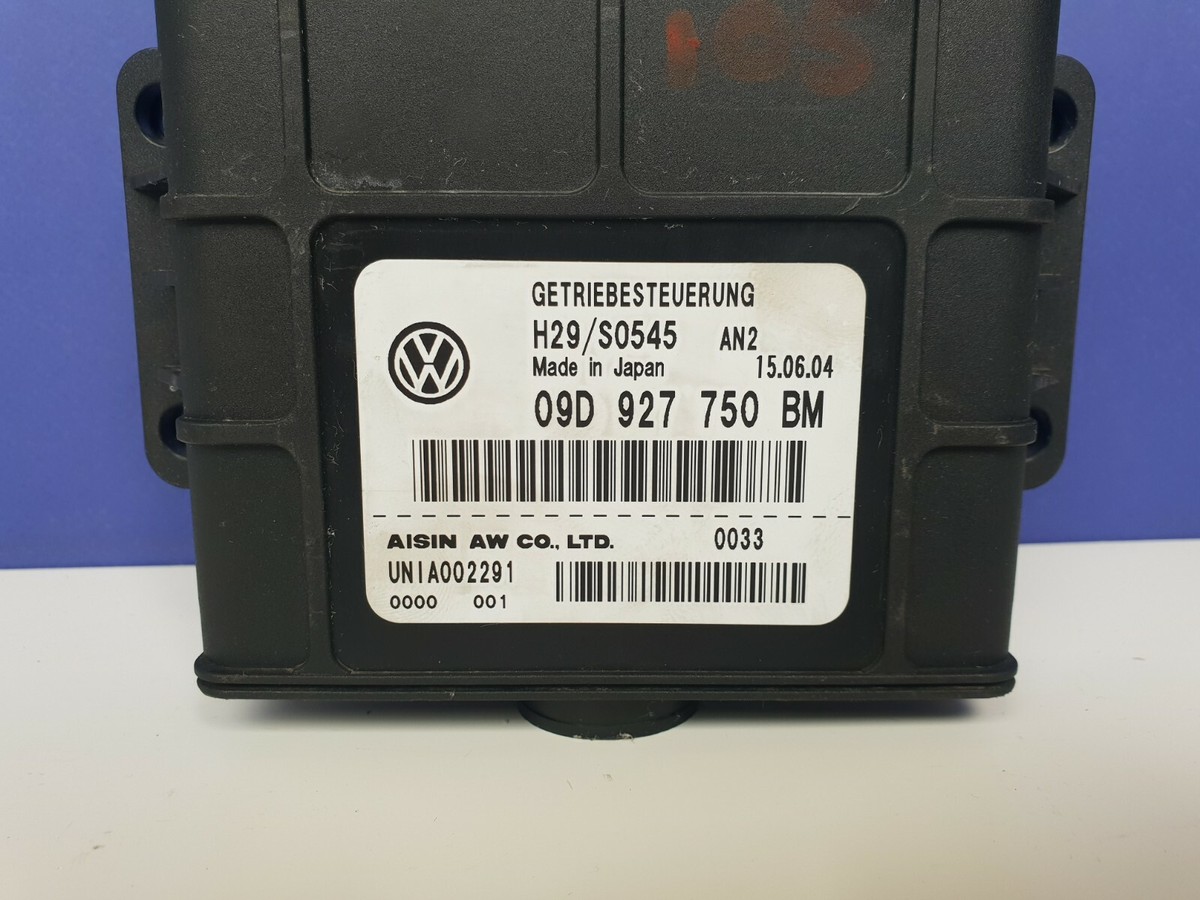 105
GETRIEBESTEUERUNG
H29/S0545 AN2
Made in Japan 15.06.04
09D 927 750 BM
AISIN AW CO., LTD. 0033
UNIA002291
0000 001